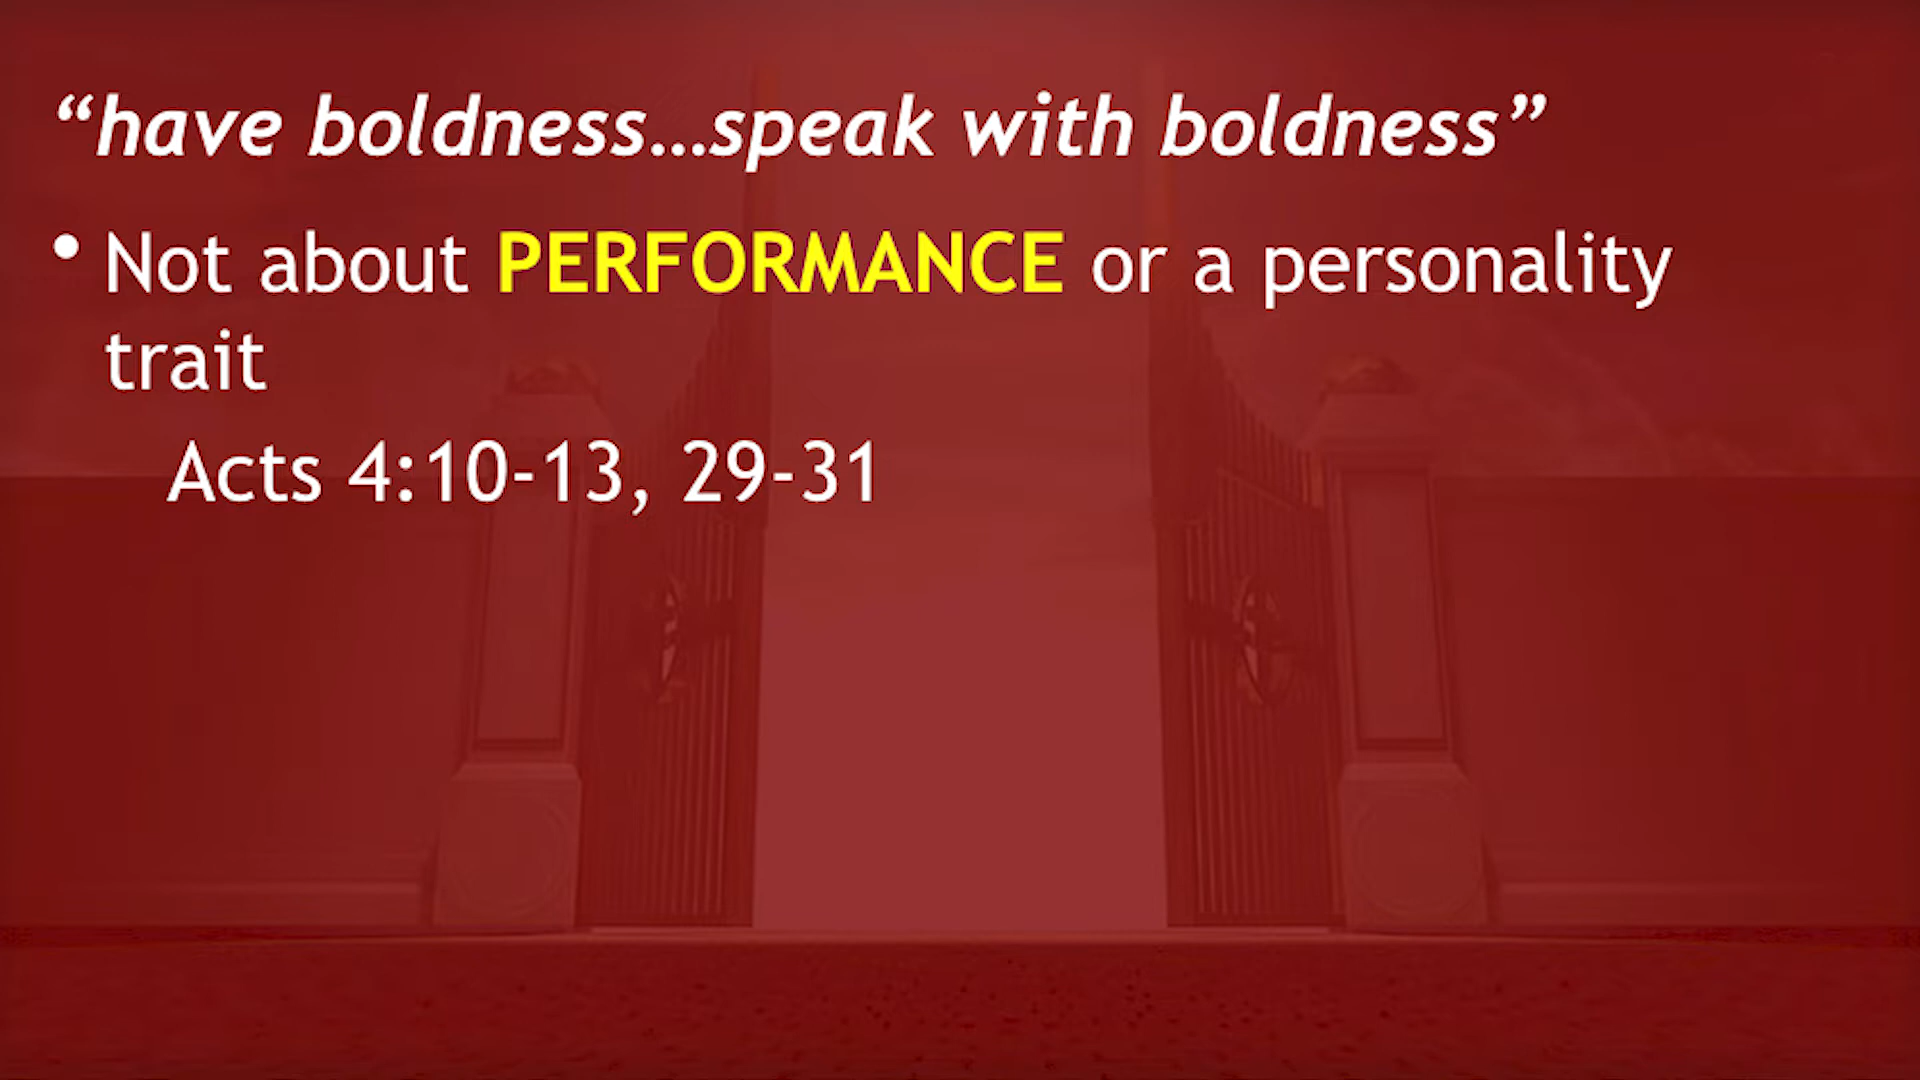 “have boldness…speak with boldness”
• Not about PERFORMANCE or a personality
trait
Acts 4:10-13, 29-31